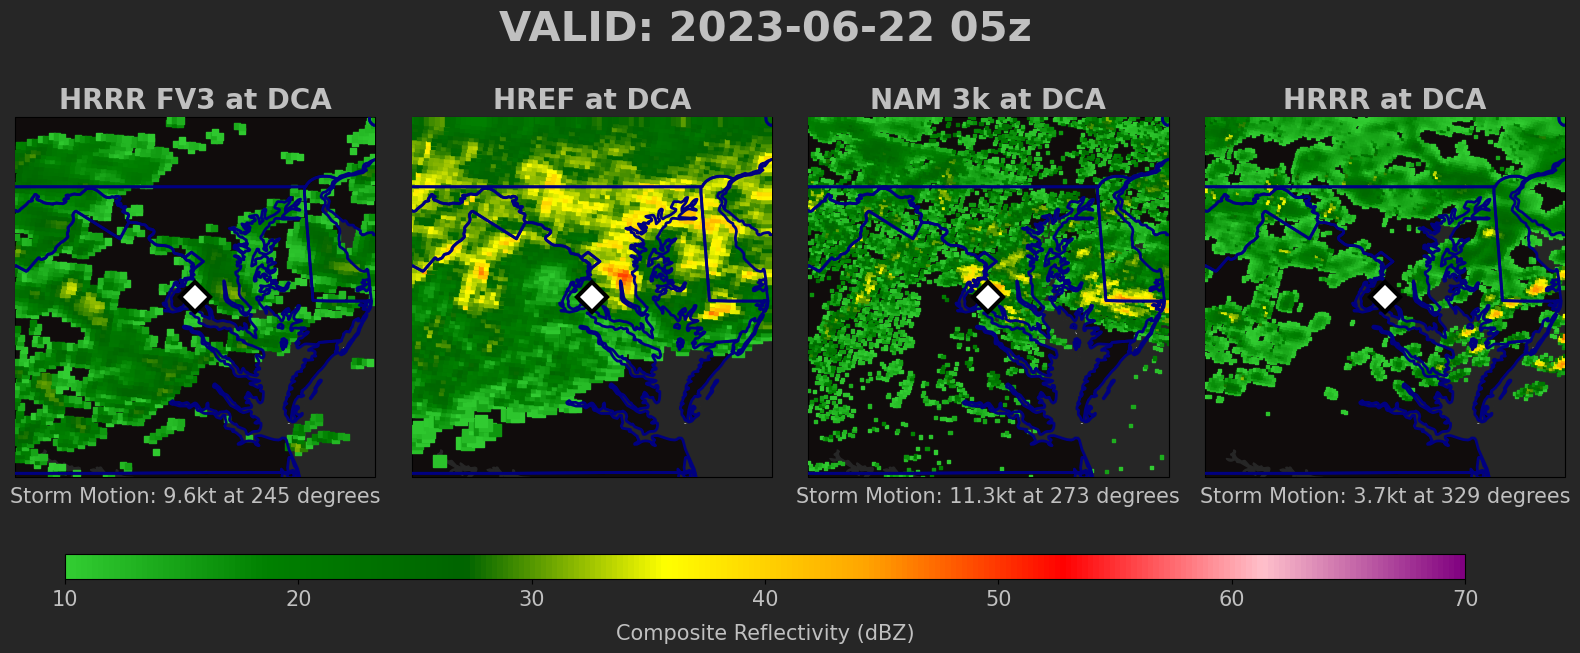 VALID: 2023-06-22 05z
HRRR FV3 at DCA
HREF at DCA
NAM 3k at DCA
HRRR at DCA
Storm Motion: 9.6kt at 245 degrees
Storm Motion: 11.3kt at 273 degrees
Storm Motion: 3.7kt at 329 degrees
10 20 30 40 50 60 70
Composite Reflectivity (dBZ)